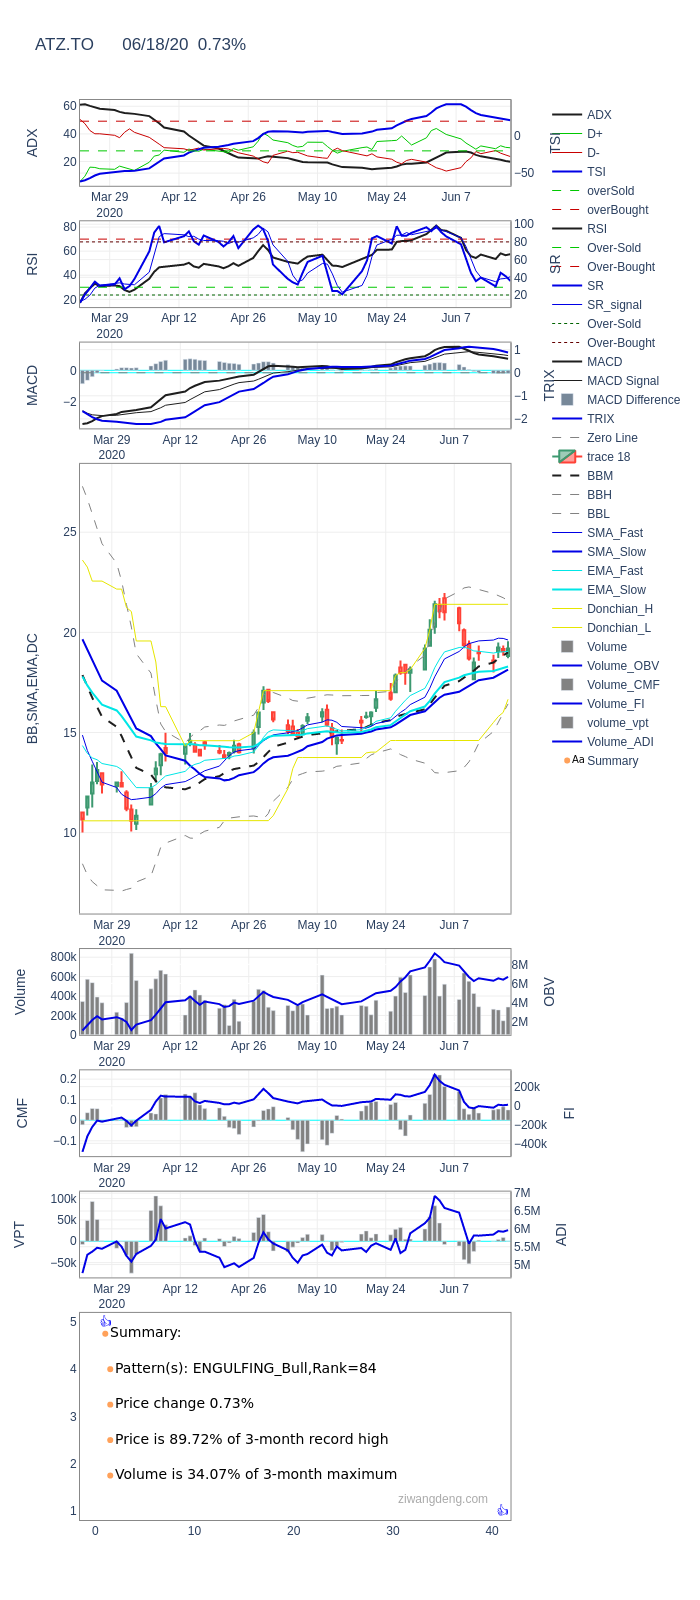 ATZ.TO 06/18/20 0.73%
ADX
60
40
20
0
−50
TSI
Mar 29 Apr 12 Apr 26 May 10 May 24 Jun 7
2020
RSI
80
60
40
20
100
80
60
40
20
SR
Mar 29 Apr 12 Apr 26 May 10 May 24 Jun 7
2020
MACD
0
−2
1
0
−1
−2
TRIX
Mar 29 Apr 12 Apr 26 May 10 May 24 Jun 7
2020
BB,SMA,EMA,DC
25
20
15
10
Mar 29 Apr 12 Apr 26 May 10 May 24 Jun 7
2020
Volume
800k
600k
400k
200k
0
8M
6M
4M
2M
OBV
Mar 29 Apr 12 Apr 26 May 10 May 24 Jun 7
2020
CMF
0.2
0.1
0
−0.1
200k
0
−200k
−400k
FI
Mar 29 Apr 12 Apr 26 May 10 May 24 Jun 7
2020
VPT
100k
50k
0
−50k
7M
6.5M
6M
5.5M
5M
ADI
Mar 29 Apr 12 Apr 26 May 10 May 24 Jun 7
2020
5
4
3
2
1
Summary:
Pattern(s): ENGULFING_Bull,Rank=84
Price change 0.73%
Price is 89.72% of 3-month record high
Volume is 34.07% of 3-month maximum
ziwangdeng.com
0 10 20 30 40
ADX
D+
D-
TSI
overSold
overBought
RSI
Over-Sold
Over-Bought
SR
SR_signal
Over-Sold
Over-Bought
MACD
MACD Signal
MACD Difference
TRIX
Zero Line
trace 18
BBM
BBH
BBL
SMA_Fast
SMA_Slow
EMA_Fast
EMA_Slow
Donchian_H
Donchian_L
Volume
Volume_OBV
Volume_CMF
Volume_FI
volume_vpt
Volume_ADI
Aa Summary